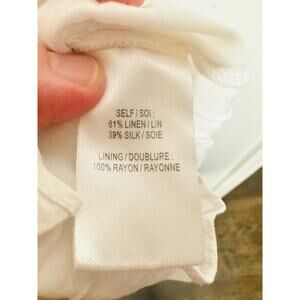 SELF / SOI :
61% LINEN / LIN
39% SILK / SOIE
LINING / DOUBLURE :
100% RAYON / RAYONNE